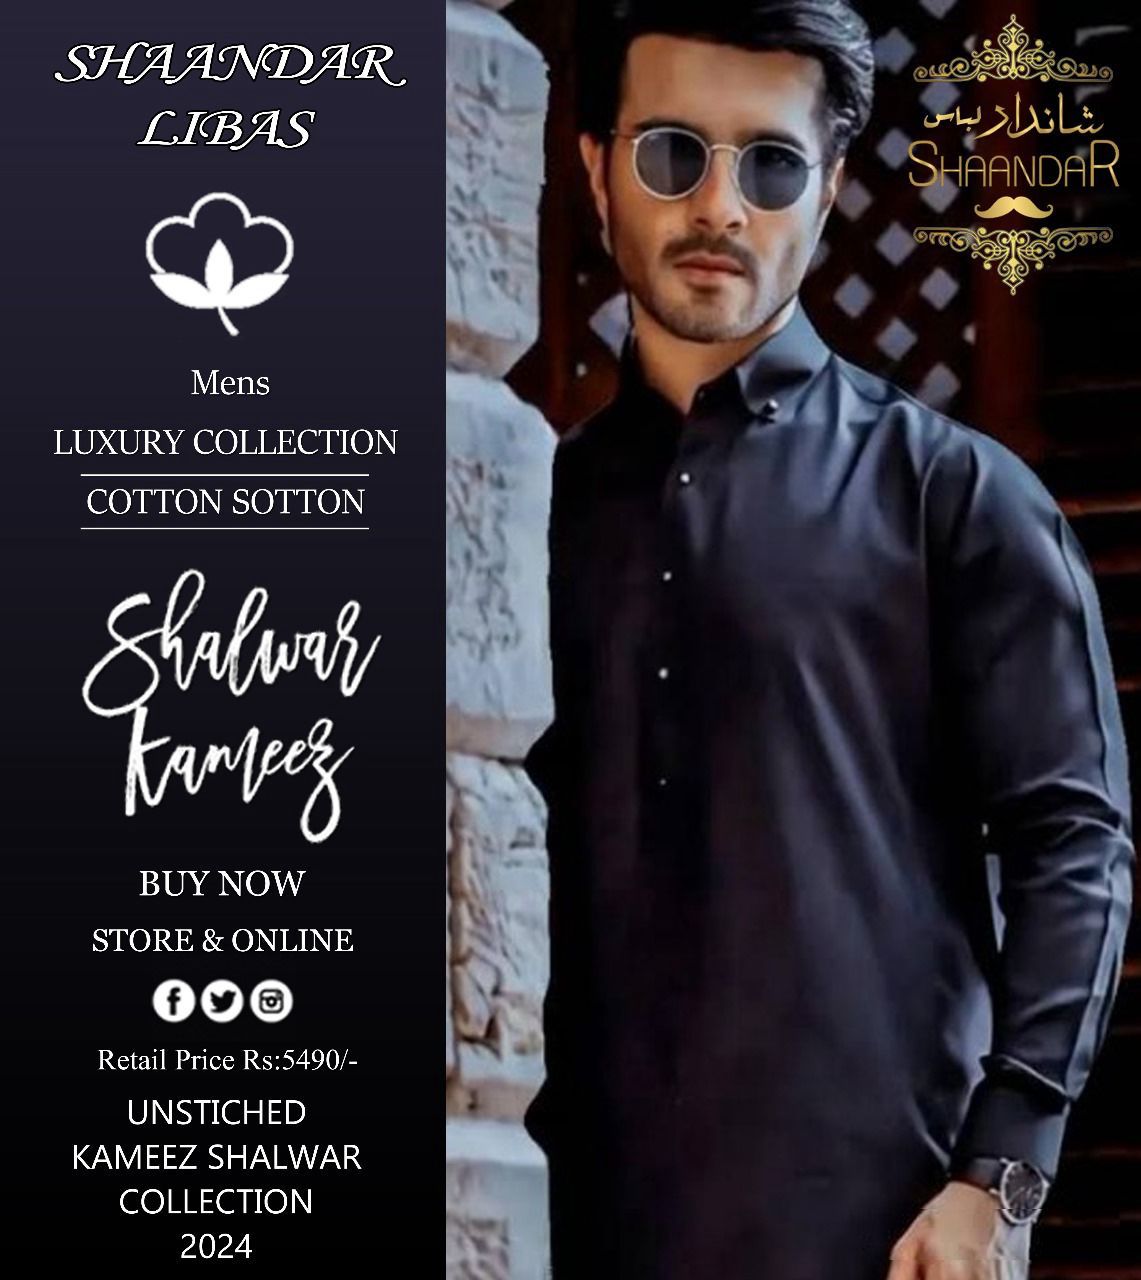 SHAANDAR
LIBAS
Mens
LUXURY COLLECTION
COTTON SOTTON
Shalwar
Kameez
BUY NOW
STORE & ONLINE
Retail Price Rs:5490/-
UNSTICHED
KAMEEZ SHALWAR
COLLECTION
2024
شاندار لباس
SHAANDAR